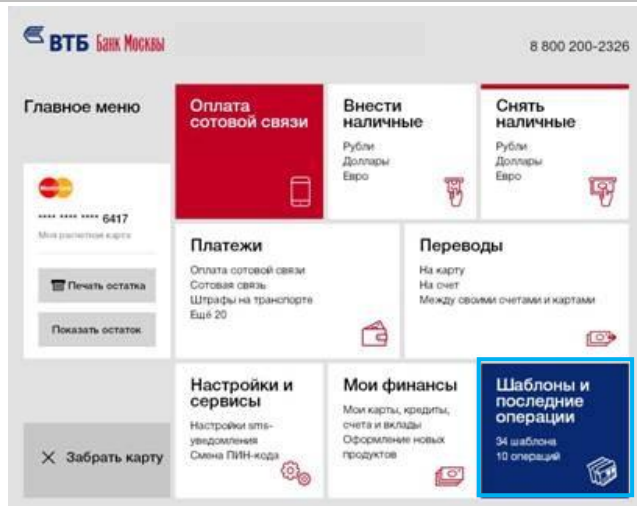 ВТБ Банк Москвы
8 800 200-2326
Главное меню
**** **** **** 6417
Моя расчетная карта
Печать остатка
Показать остаток
Забрать карту
Оплата
сотовой связи
Внести
наличные
Рубли
Доллары
Евро
Снять
наличные
Рубли
Доллары
Евро
Платежи
Оплата сотовой связи
Сотовая связь
Штрафы на транспорте
Ещё 20
Переводы
На карту
На счет
Между своими счетами и картами
Настройки и
сервисы
Настройки sms-
уведомления
Смена ПИН-кода
Мои финансы
Мои карты, кредиты,
счета и вклады
Оформление новых
продуктов
Шаблоны и
последние
операции
34 шаблона
10 операций